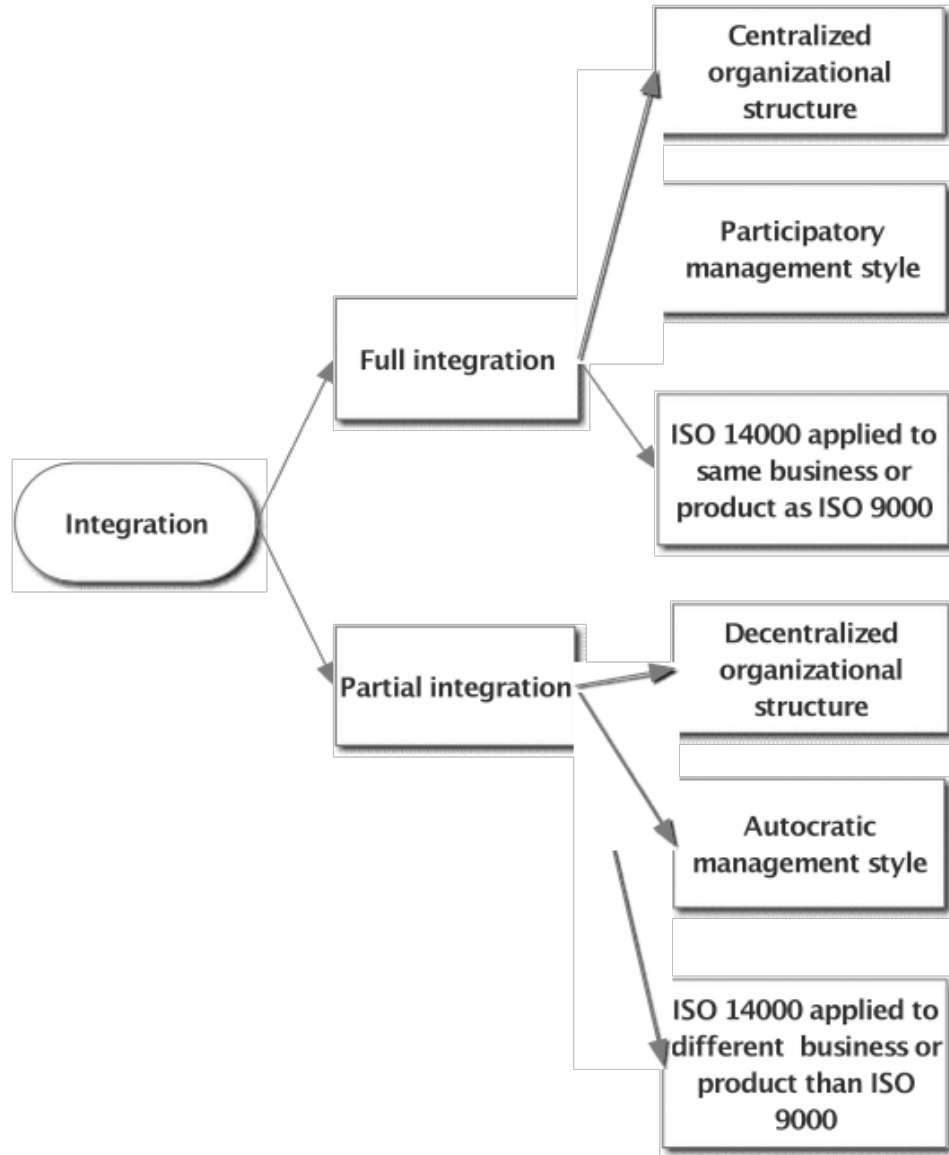 Centralized
organizational
structure
Participatory
management style
Full integration
ISO 14000 applied to
same business or
product as ISO 9000
Integration
Decentralized
organizational
structure
Partial integration
Autocratic
management style
ISO 14000 applied to
different business or
product than ISO
9000